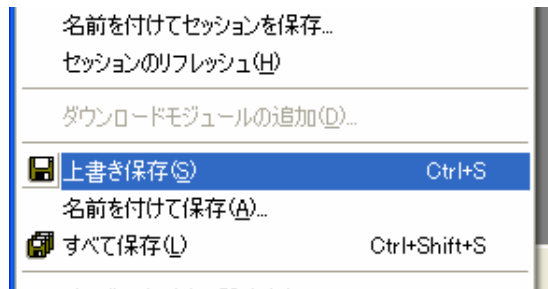 名前を付けてセッションを保存...
セッションのリフレッシュ(H)
ダウンロードモジュールの追加(D)...
上書き保存(S) Ctrl+S
名前を付けて保存(A)...
すべて保存(L) Ctrl+Shift+S